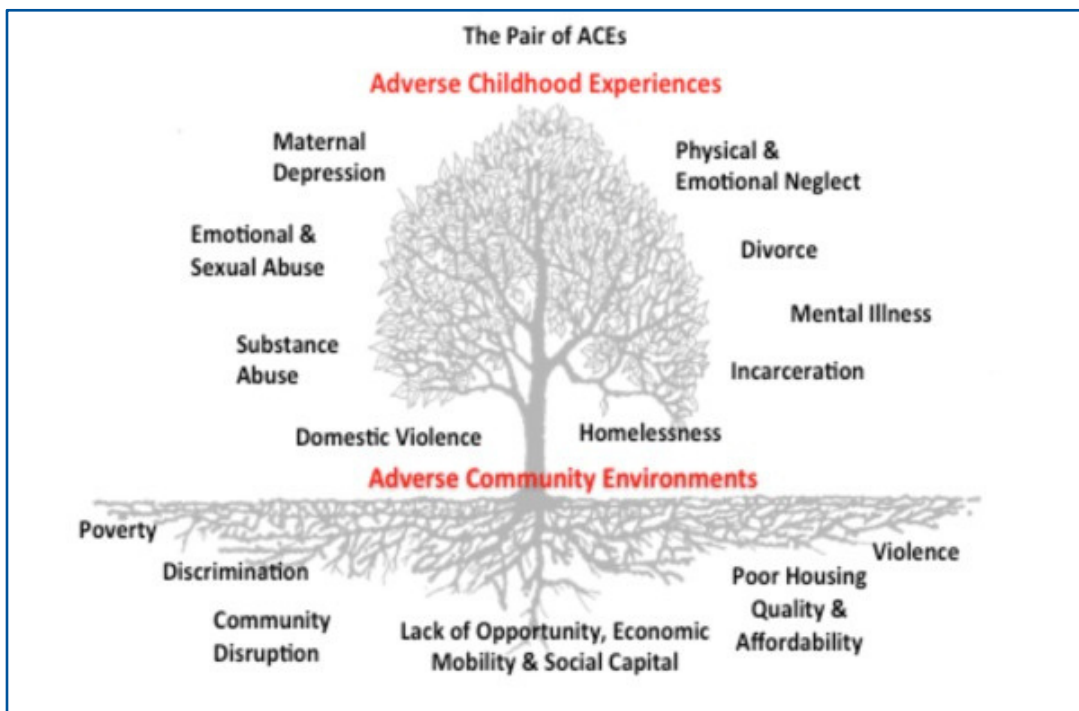 The Pair of ACEs
Adverse Childhood Experiences
Maternal
Depression
Physical &
Emotional Neglect
Emotional &
Sexual Abuse
Divorce
Mental Illness
Substance
Abuse
Incarceration
Domestic Violence
Homelessness
Adverse Community Environments
Poverty
Violence
Discrimination
Poor Housing
Quality &
Affordability
Community
Disruption
Lack of Opportunity, Economic
Mobility & Social Capital